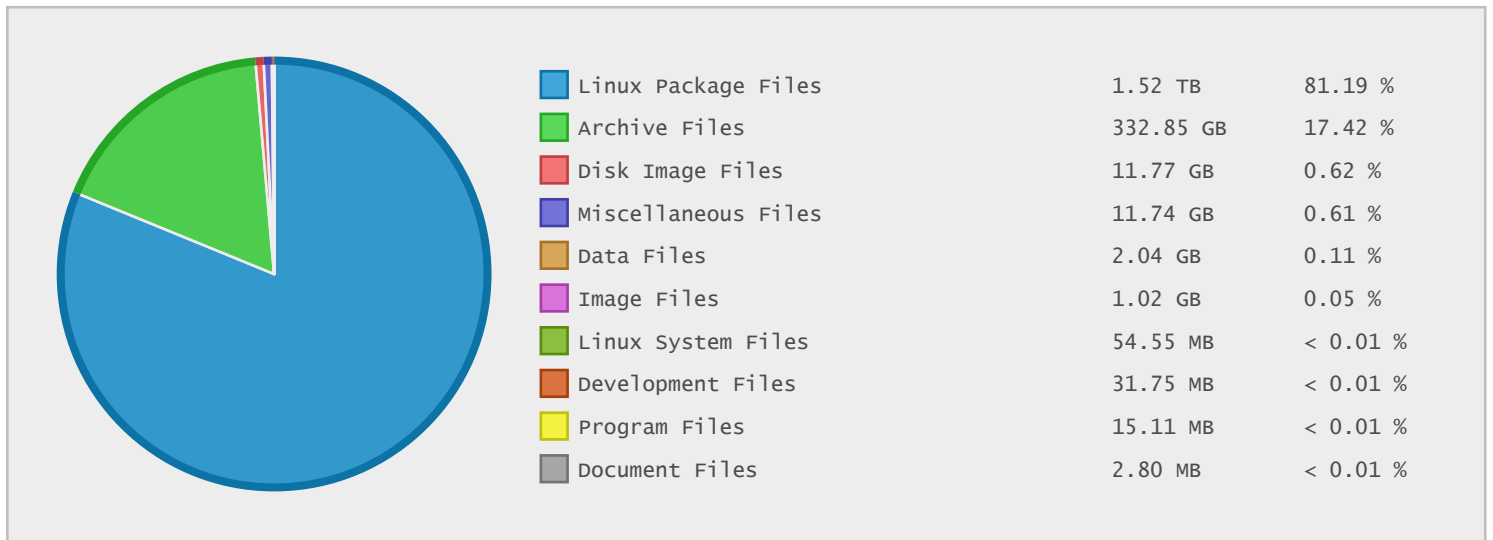 Linux Package Files 1.52 TB 81.19 %
Archive Files 332.85 GB 17.42 %
Disk Image Files 11.77 GB 0.62 %
Miscellaneous Files 11.74 GB 0.61 %
Data Files 2.04 GB 0.11 %
Image Files 1.02 GB 0.05 %
Linux System Files 54.55 MB < 0.01 %
Development Files 31.75 MB < 0.01 %
Program Files 15.11 MB < 0.01 %
Document Files 2.80 MB < 0.01 %